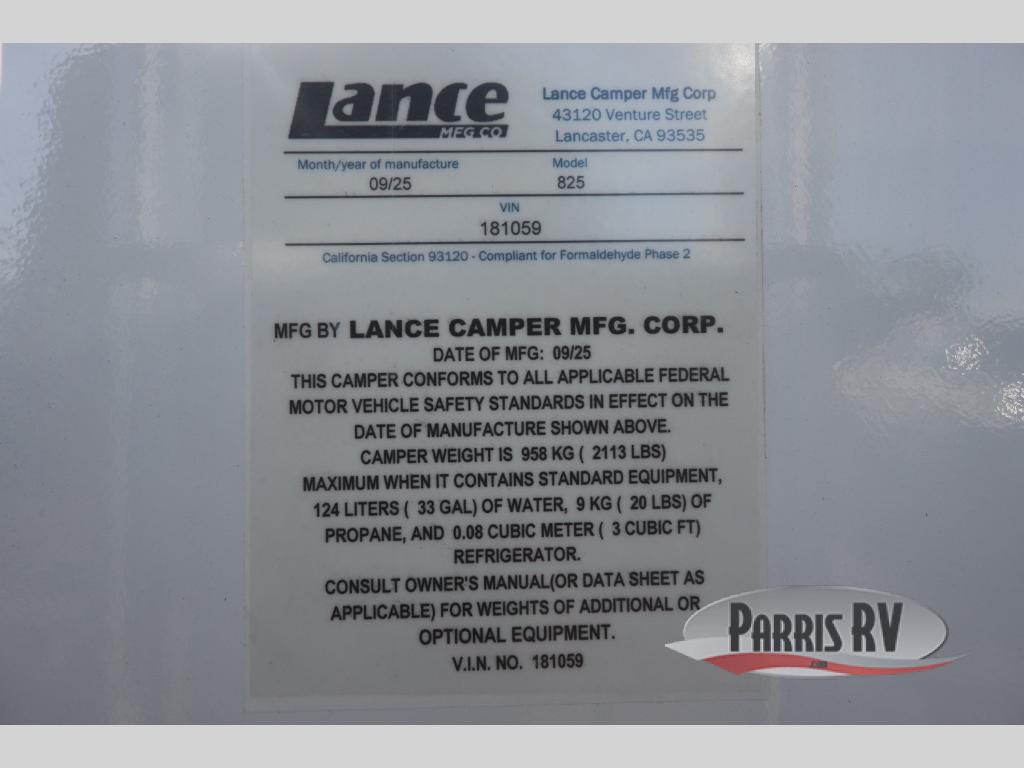 Lance
MFG CO
Lance Camper Mfg Corp
43120 Venture Street
Lancaster, CA 93535
Month/year of manufacture
Model
09/25
825
VIN
181059
California Section 93120 - Compliant for Formaldehyde Phase 2
MFG BY LANCE CAMPER MFG. CORP.
DATE OF MFG: 09/25
THIS CAMPER CONFORMS TO ALL APPLICABLE FEDERAL
MOTOR VEHICLE SAFETY STANDARDS IN EFFECT ON THE
DATE OF MANUFACTURE SHOWN ABOVE.
CAMPER WEIGHT IS 958 KG ( 2113 LBS)
MAXIMUM WHEN IT CONTAINS STANDARD EQUIPMENT,
124 LITERS ( 33 GAL) OF WATER, 9 KG ( 20 LBS) OF
PROPANE, AND 0.08 CUBIC METER ( 3 CUBIC FT)
REFRIGERATOR.
CONSULT OWNER'S MANUAL(OR DATA SHEET AS
APPLICABLE) FOR WEIGHTS OF ADDITIONAL OR
OPTIONAL EQUIPMENT.
V.I.N. NO. 181059
PARRIS RV
.com